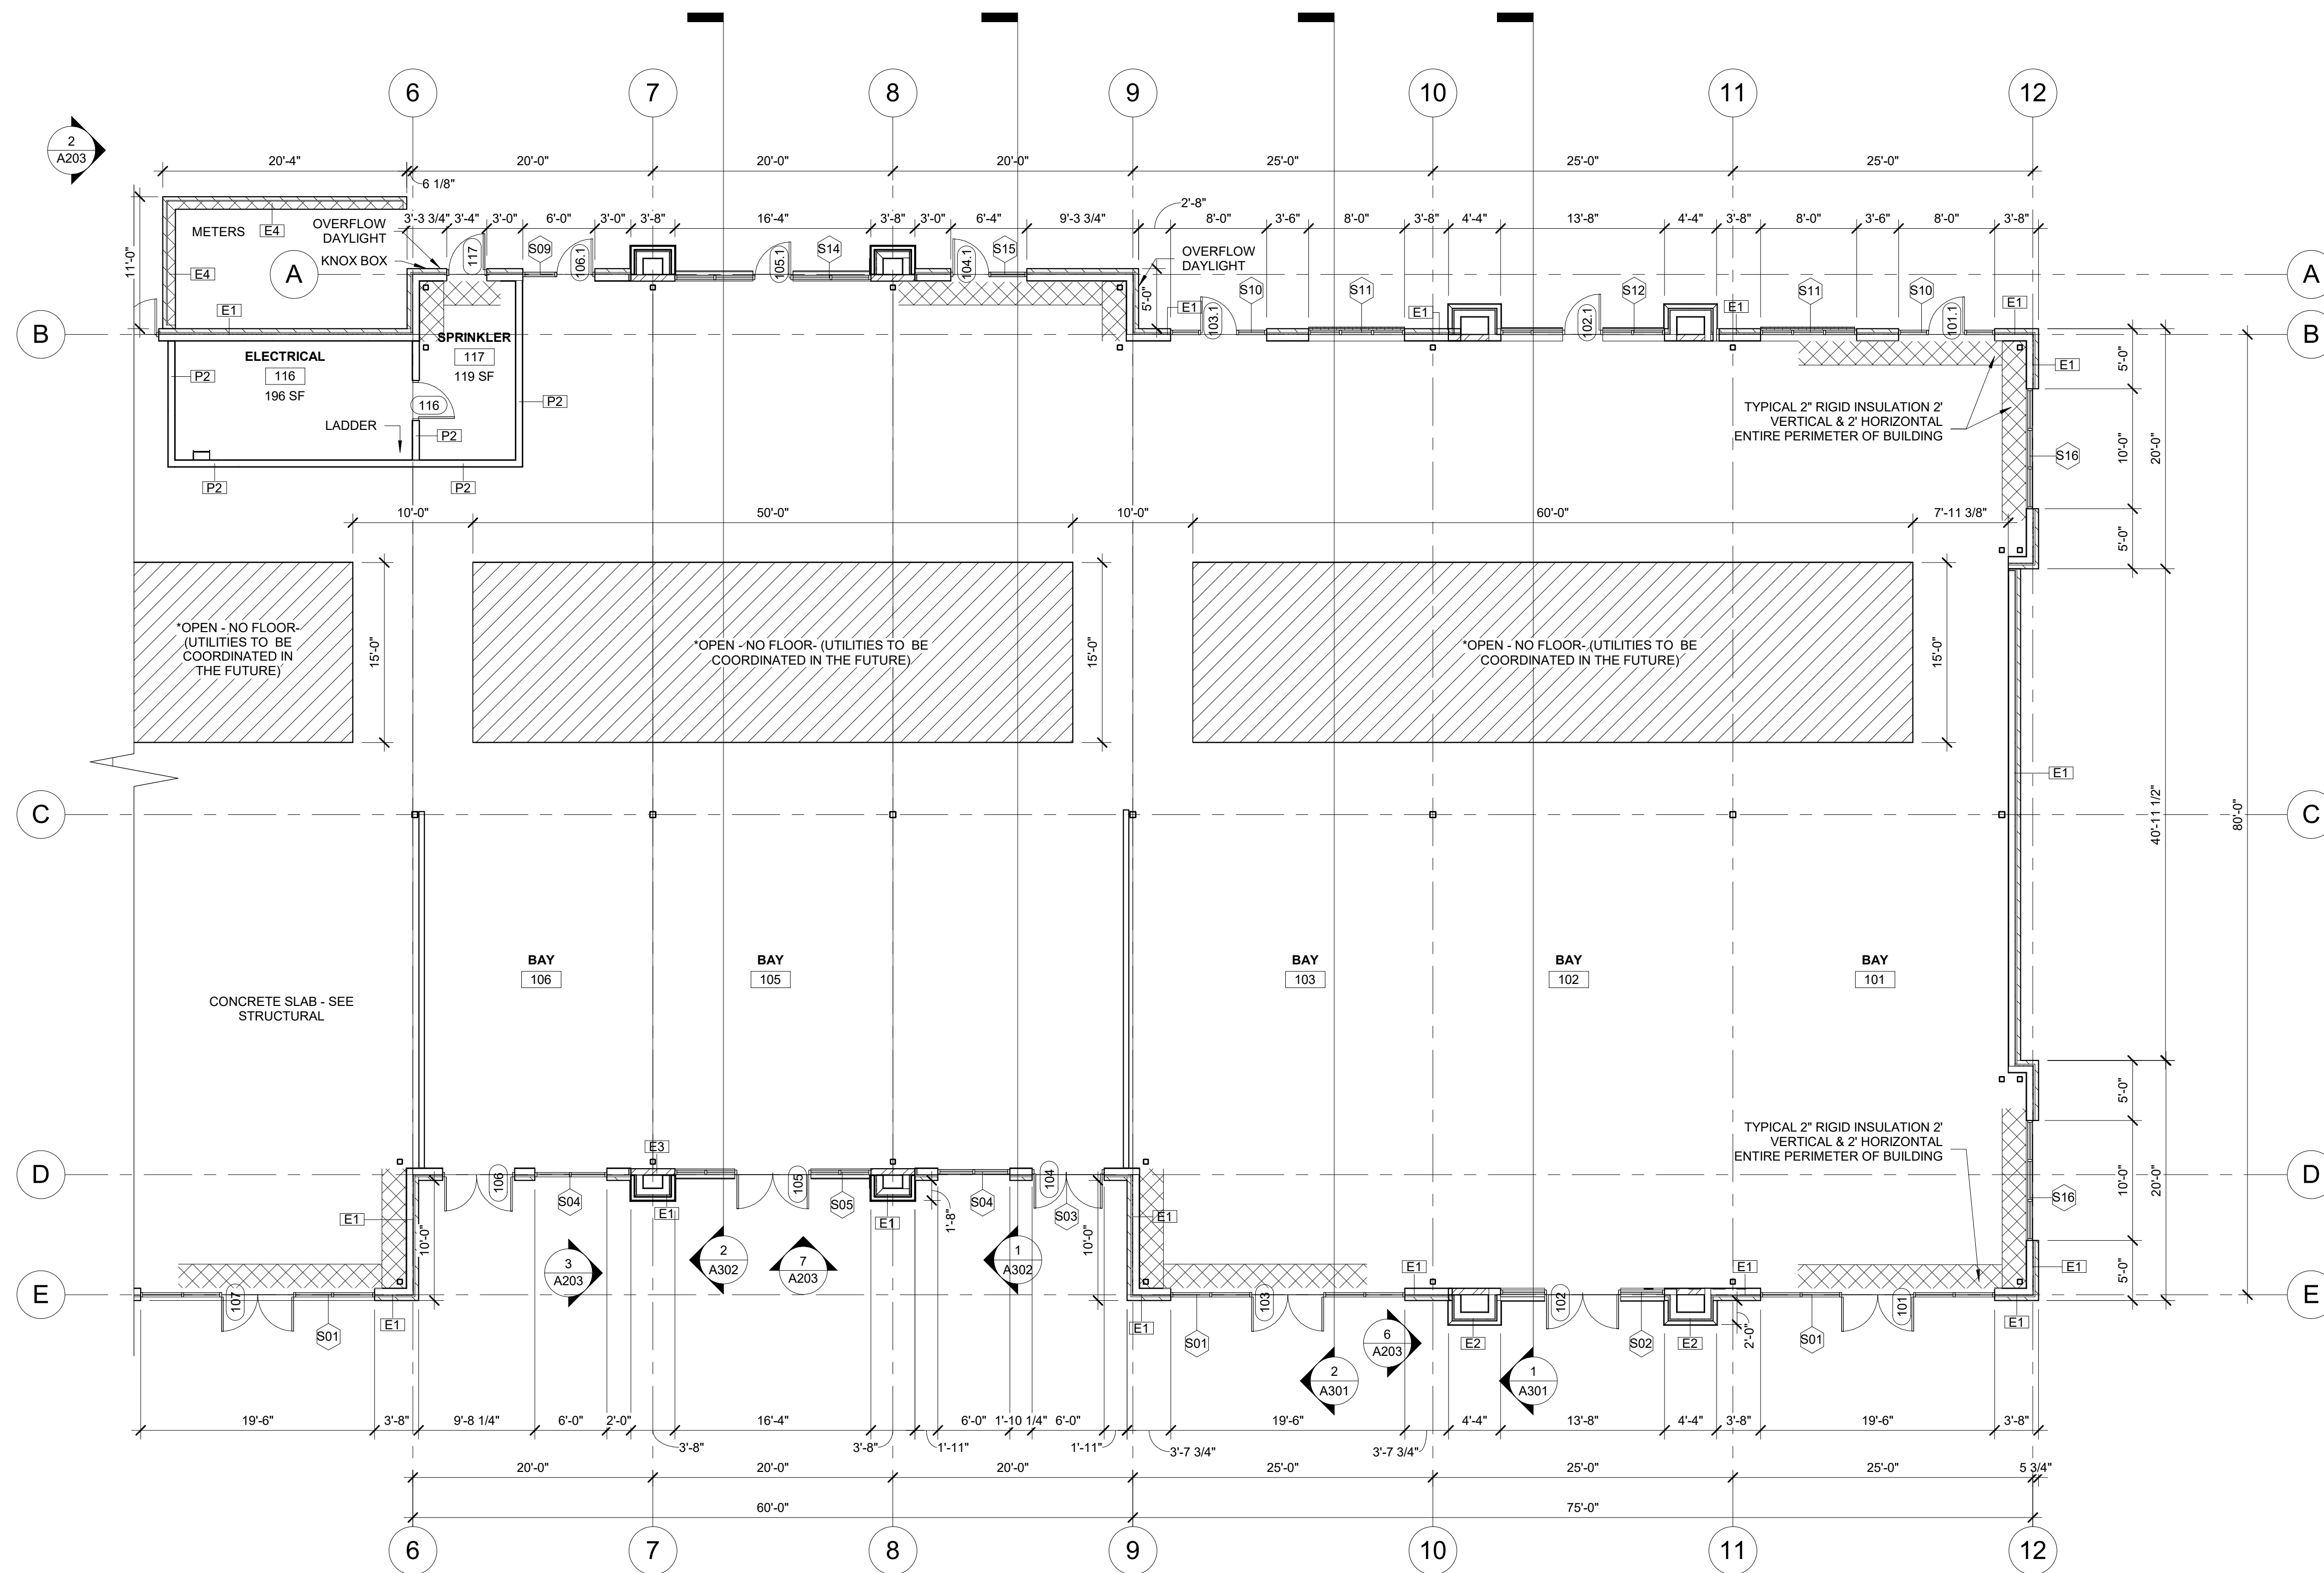 6
7
8
9
10
11
12
2
A203
20'-4"
20'-0"
20'-0"
20'-0"
25'-0"
25'-0"
25'-0"
6 1/8"
2'-8"
3'-3 3/4"
3'-4"
3'-0"
6'-0"
3'-0"
3'-8"
16'-4"
3'-8"
3'-0"
6'-4"
9'-3 3/4"
8'-0"
3'-6"
8'-0"
3'-8"
4'-4"
13'-8"
4'-4"
3'-8"
8'-0"
3'-6"
8'-0"
3'-8"
METERS
E4
OVERFLOW
DAYLIGHT
KNOX BOX
117
S09
106.1
105.1
S14
104.1
S15
OVERFLOW
DAYLIGHT
11'-0"
E4
A
A
5'-0"
E1
103.1
S10
S11
E1
102.1
S12
E1
S11
S10
101.1
E1
E1
B
B
SPRINKLER
117
119 SF
ELECTRICAL
116
196 SF
P2
E1
5'-0"
116
P2
P2
LADDER
P2
P2
TYPICAL 2" RIGID INSULATION 2'
VERTICAL & 2' HORIZONTAL
ENTIRE PERIMETER OF BUILDING
S16
10'-0"
20'-0"
5'-0"
10'-0"
50'-0"
10'-0"
60'-0"
7'-11 3/8"
*OPEN - NO FLOOR-
(UTILITIES TO BE
COORDINATED IN
THE FUTURE)
15'-0"
*OPEN - NO FLOOR- (UTILITIES TO BE
COORDINATED IN THE FUTURE)
15'-0"
*OPEN - NO FLOOR- (UTILITIES TO BE
COORDINATED IN THE FUTURE)
15'-0"
E1
C
C
40'-11 1/2"
80'-0"
BAY
106
BAY
105
BAY
103
BAY
102
BAY
101
CONCRETE SLAB - SEE
STRUCTURAL
TYPICAL 2" RIGID INSULATION 2'
VERTICAL & 2' HORIZONTAL
ENTIRE PERIMETER OF BUILDING
5'-0"
E3
D
D
106
S04
105
S05
S04
104
S03
S16
10'-0"
20'-0"
E1
10'-0"
E1
E1
1'-8"
10'-0"
E1
3
A203
2
A302
7
A203
1
A302
E1
E1
E1
5'-0"
E
E
107
S01
E1
E1
103
S01
6
A203
E2
102
S02
E2
2'-0"
S01
101
E1
2
A301
1
A301
19'-6"
3'-8"
9'-8 1/4"
6'-0"
2'-0"
16'-4"
6'-0"
1'-10 1/4"
6'-0"
19'-6"
4'-4"
13'-8"
4'-4"
3'-8"
19'-6"
3'-8"
3'-8"
3'-8"
1'-11"
1'-11"
3'-7 3/4"
3'-7 3/4"
20'-0"
20'-0"
20'-0"
25'-0"
25'-0"
25'-0"
5 3/4"
60'-0"
75'-0"
6
7
8
9
10
11
12